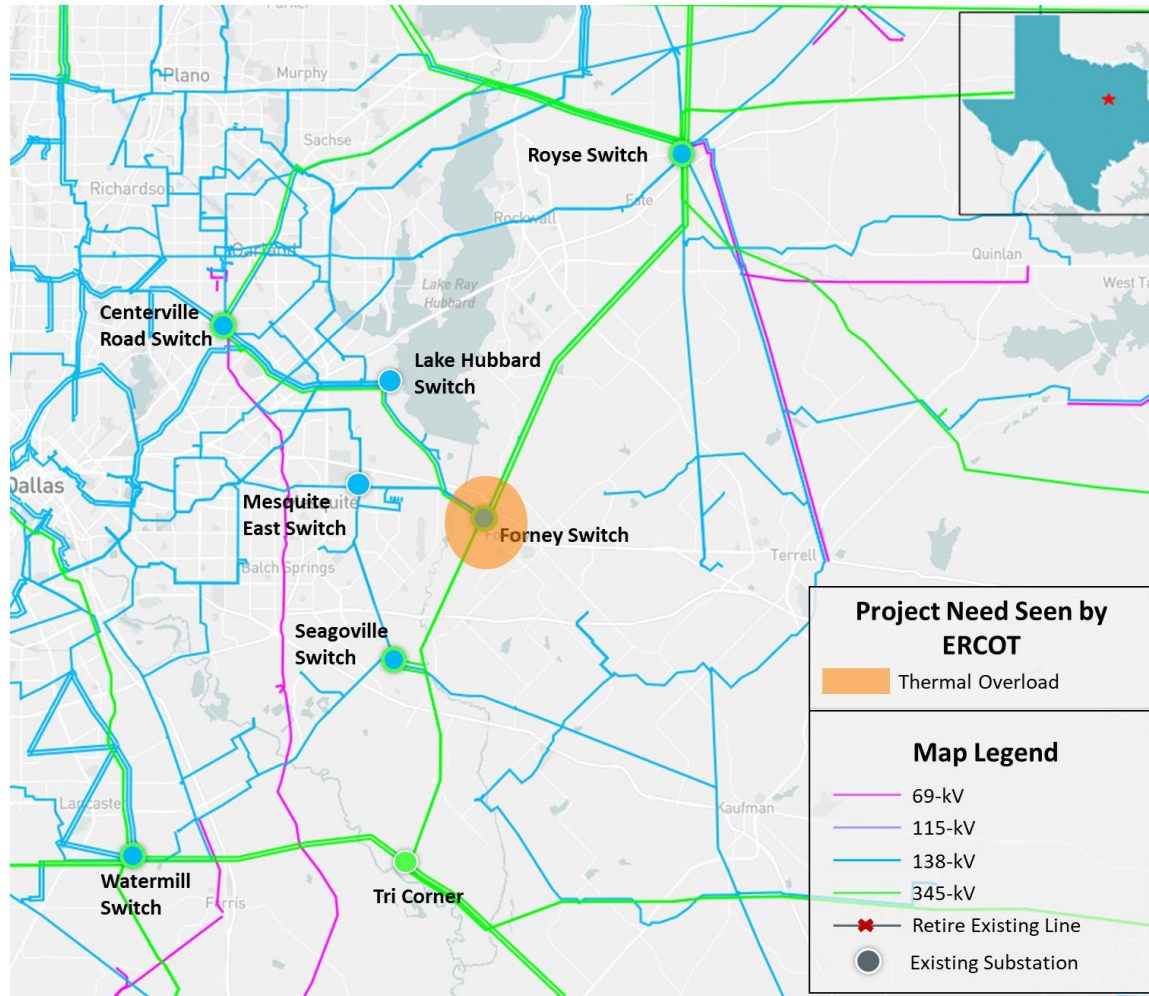 Parker
Plano
Murphy
Sachse
Royse Switch
Richardson
Rockwall
Fate
Garland
Quinlan
Lake Ray
Hubbard
West Ta
Centerville
Road Switch
Lake Hubbard
Switch
Dallas
Mesquite
East Switch
Forney Switch
Balch Springs
Terrell
Seagoville
Switch
Project Need Seen by
ERCOT
Thermal Overload
Map Legend
69-kV
115-kV
138-kV
345-kV
Retire Existing Line
Existing Substation
Kaufman
Lancaster
Watermill
Switch
Tri Corner
Ferris